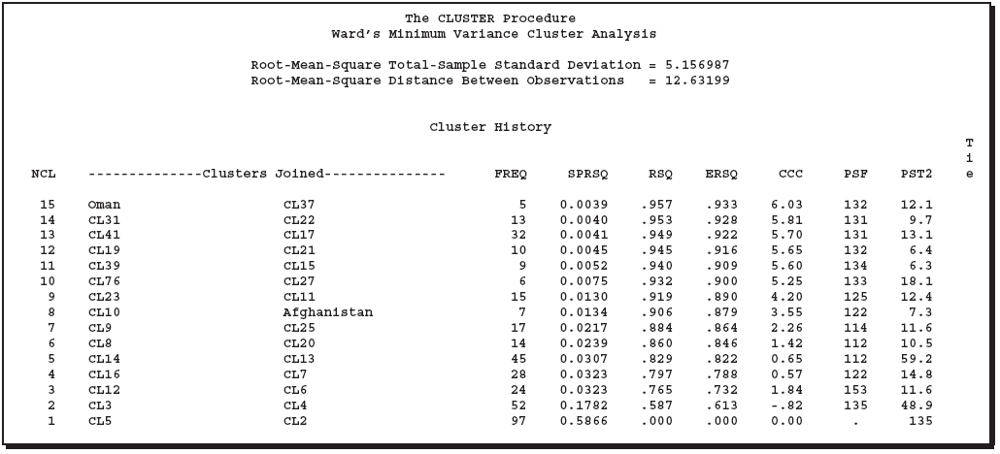 The CLUSTER Procedure
Ward's Minimum Variance Cluster Analysis
Root-Mean-Square Total-Sample Standard Deviation = 5.156987
Root-Mean-Square Distance Between Observations = 12.63199
Cluster History
T
i
NCL --------------Clusters Joined--------------- FREQ SPRSQ RSQ ERSQ CCC PSF PST2 e
15 Oman CL37 5 0.0039 .957 .933 6.03 132 12.1
14 CL31 CL22 13 0.0040 .953 .928 5.81 131 9.7
13 CL41 CL17 32 0.0041 .949 .922 5.70 131 13.1
12 CL19 CL21 10 0.0045 .945 .916 5.65 132 6.4
11 CL39 CL15 9 0.0052 .940 .909 5.60 134 6.3
10 CL76 CL27 6 0.0075 .932 .900 5.25 133 18.1
9 CL23 CL11 15 0.0130 .919 .890 4.20 125 12.4
8 CL10 Afghanistan 7 0.0134 .906 .879 3.55 122 7.3
7 CL9 CL25 17 0.0217 .884 .864 2.26 114 11.6
6 CL8 CL20 14 0.0239 .860 .846 1.42 112 10.5
5 CL14 CL13 45 0.0307 .829 .822 0.65 112 59.2
4 CL16 CL7 28 0.0323 .797 .788 0.57 122 14.8
3 CL12 CL6 24 0.0323 .765 .732 1.84 153 11.6
2 CL3 CL4 52 0.1782 .587 .613 -.82 135 48.9
1 CL5 CL2 97 0.5866 .000 .000 0.00 . 135